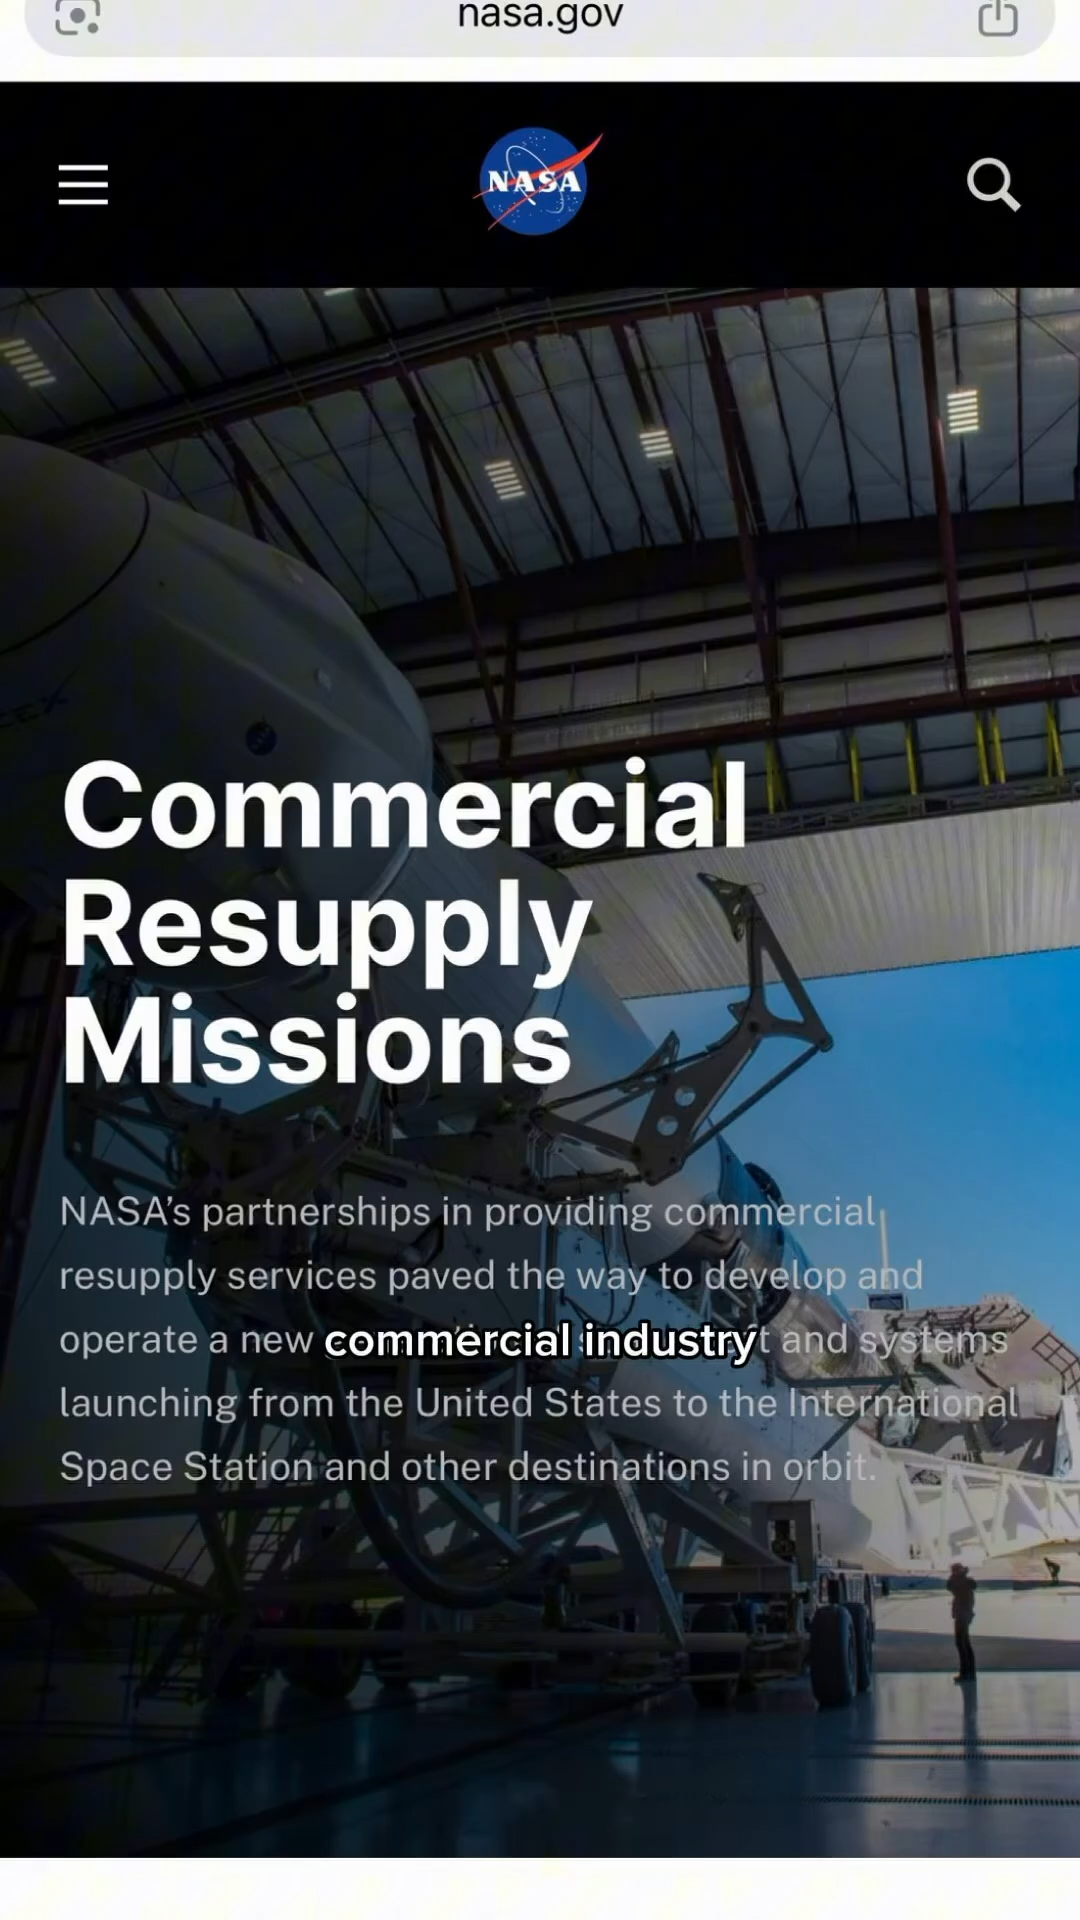 nasa.gov
NASA
Commercial
Resupply
Missions
NASA’s partnerships in providing commercial
resupply services paved the way to develop and
operate a new commercial industry and systems
launching from the United States to the International
Space Station and other destinations in orbit.